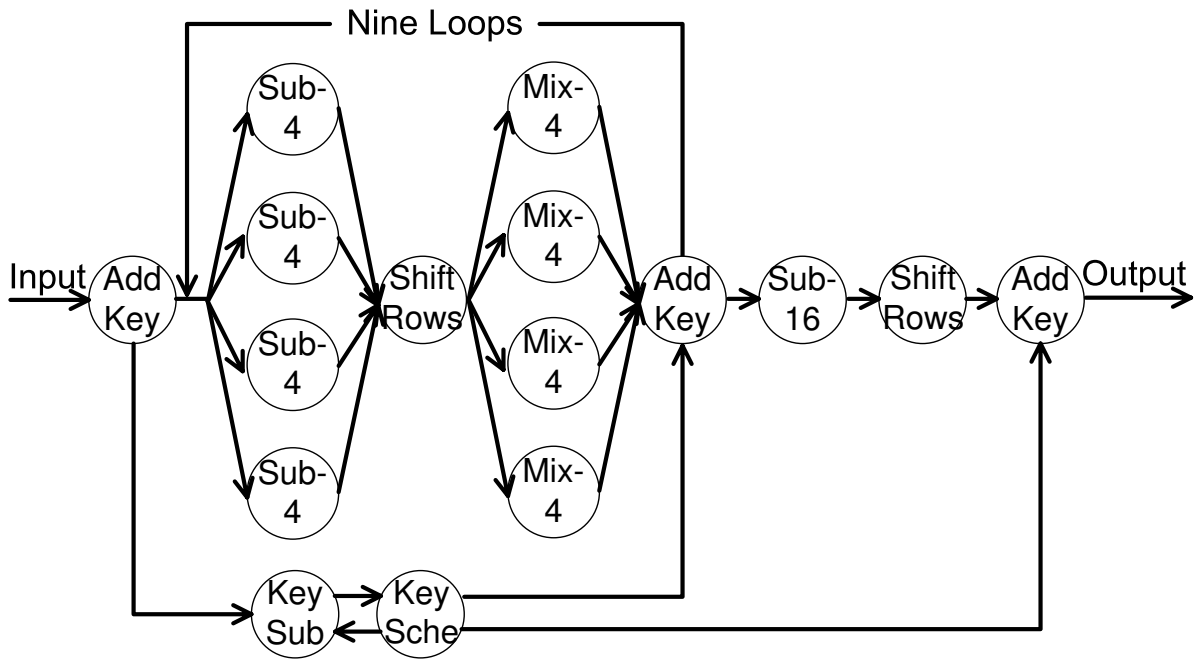 Nine Loops
Sub-
4
Mix-
4
Sub-
4
Mix-
4
Input
Add
Key
Shift
Rows
Add
Key
Sub-
16
Shift
Rows
Add
Key
Output
Sub-
4
Mix-
4
Sub-
4
Mix-
4
Key
Sub
Key
Sche